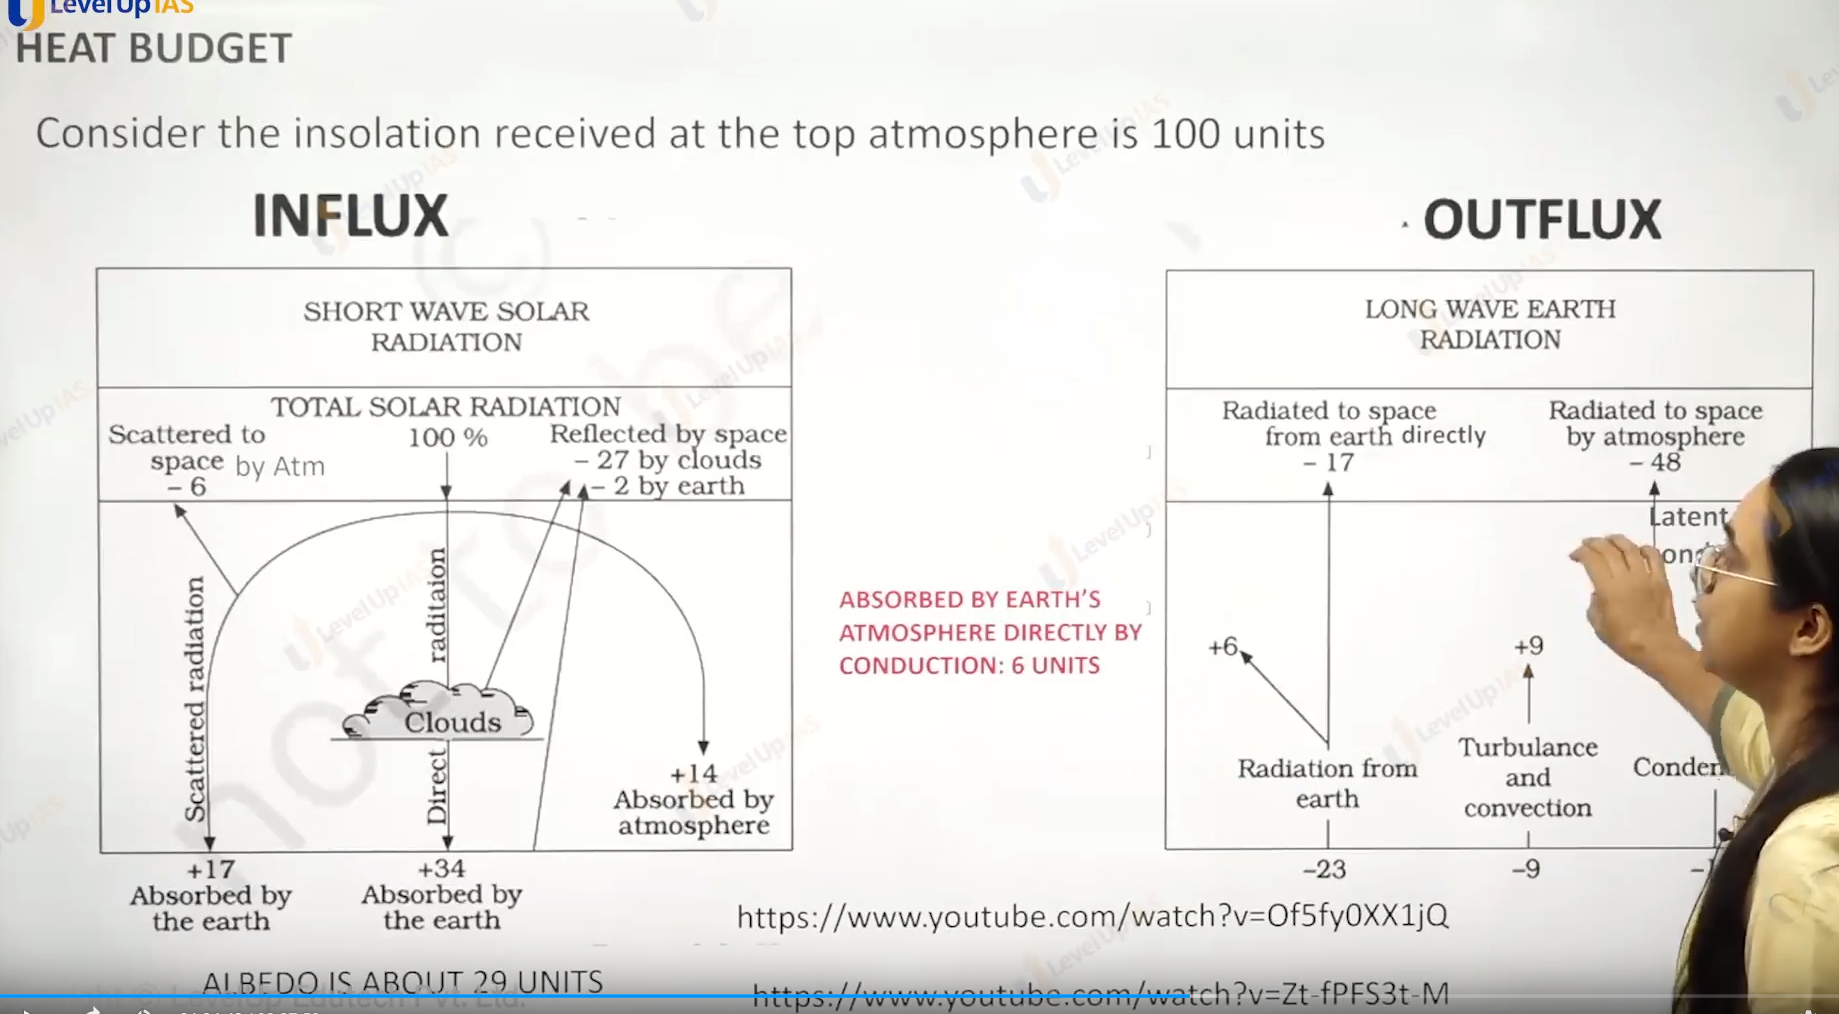 LevelUp IAS
HEAT BUDGET
Consider the insolation received at the top atmosphere is 100 units
INFLUX
SHORT WAVE SOLAR
RADIATION
TOTAL SOLAR RADIATION
100 %
Scattered to
space by Atm
- 6
Reflected by space
- 27 by clouds
- 2 by earth
Scattered radiation
Direct raditaion
Clouds
+14
Absorbed by
atmosphere
+17
Absorbed by
the earth
+34
Absorbed by
the earth
ALBEDO IS ABOUT 29 UNITS
ABSORBED BY EARTH'S
ATMOSPHERE DIRECTLY BY
CONDUCTION: 6 UNITS
OUTFLUX
LONG WAVE EARTH
RADIATION
Radiated to space
from earth directly
- 17
Radiated to space
by atmosphere
- 48
Latent
+6
+9
Radiation from
earth
Turbulance
and
convection
-23
-9
https://www.youtube.com/watch?v=Of5fy0XX1jQ
https://www.youtube.com/watch?v=Zt-fPFS3t-M
not to be